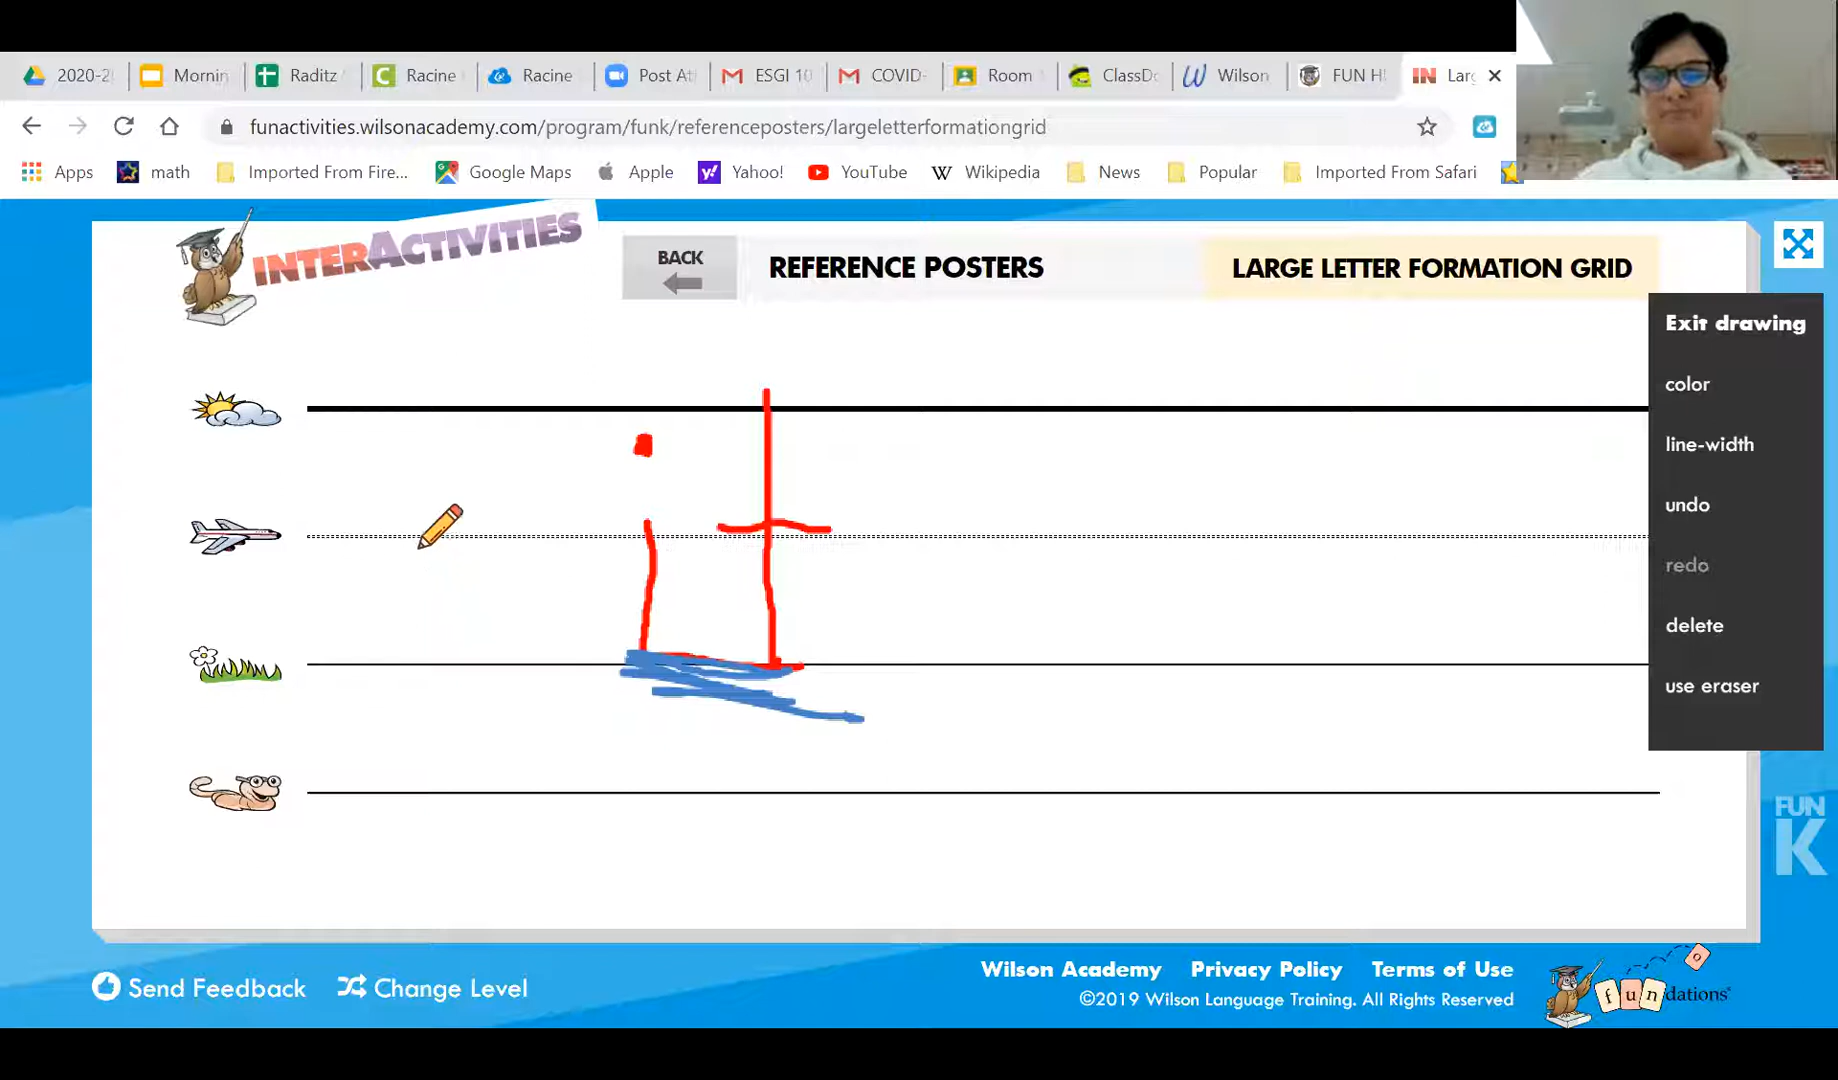 2020-2 Mornin Raditz Racine Racine Post At ESGI 10 COVID- Room ClassDo Wilson FUN H Larg
funactivities.wilsonacademy.com/program/funk/referenceposters/largeletterformationgrid
Apps math Imported From Fire... Google Maps Apple Yahoo! YouTube Wikipedia News Popular Imported From Safari
INTERACTIVITIES
BACK
REFERENCE POSTERS
LARGE LETTER FORMATION GRID
Exit drawing
color
line-width
undo
redo
delete
use eraser
it
FUN
K
Send Feedback
Change Level
Wilson Academy Privacy Policy Terms of Use
©2019 Wilson Language Training. All Rights Reserved
fundations